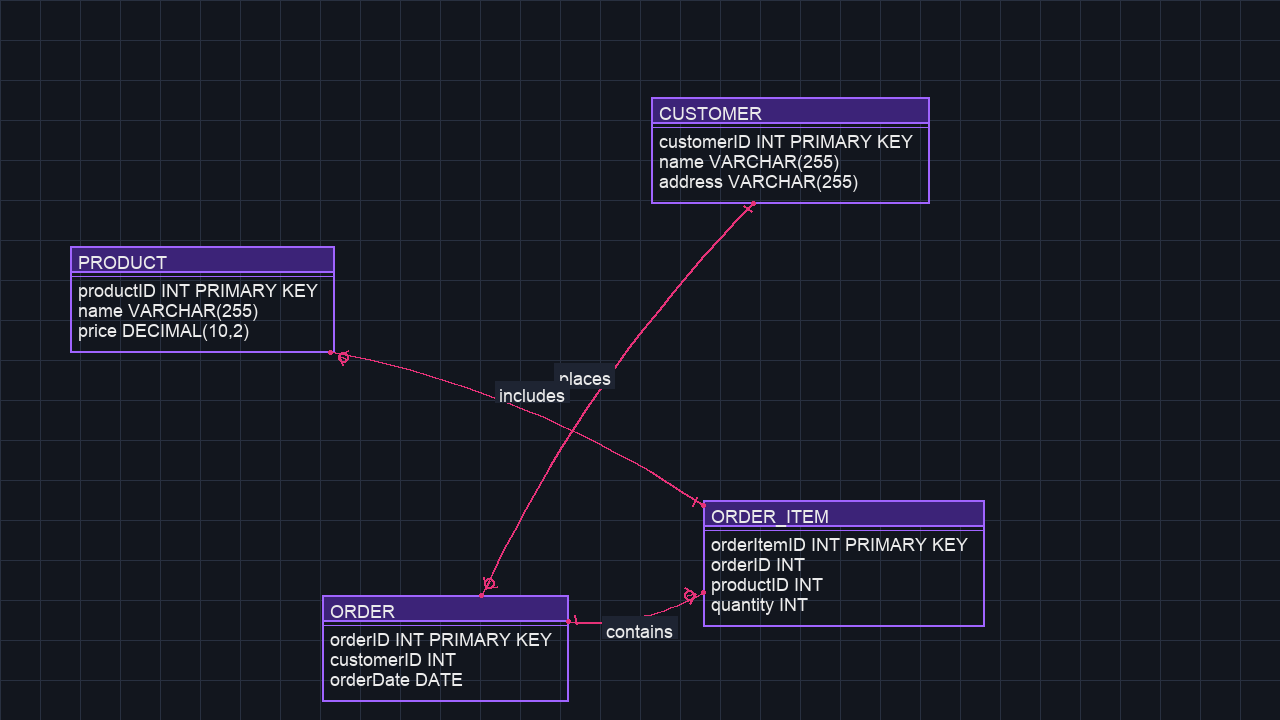 CUSTOMER
customerID INT PRIMARY KEY
name VARCHAR(255)
address VARCHAR(255)
PRODUCT
productID INT PRIMARY KEY
name VARCHAR(255)
price DECIMAL(10,2)
places
includes
ORDER_ITEM
orderItemID INT PRIMARY KEY
orderID INT
productID INT
quantity INT
ORDER
orderID INT PRIMARY KEY
customerID INT
orderDate DATE
contains